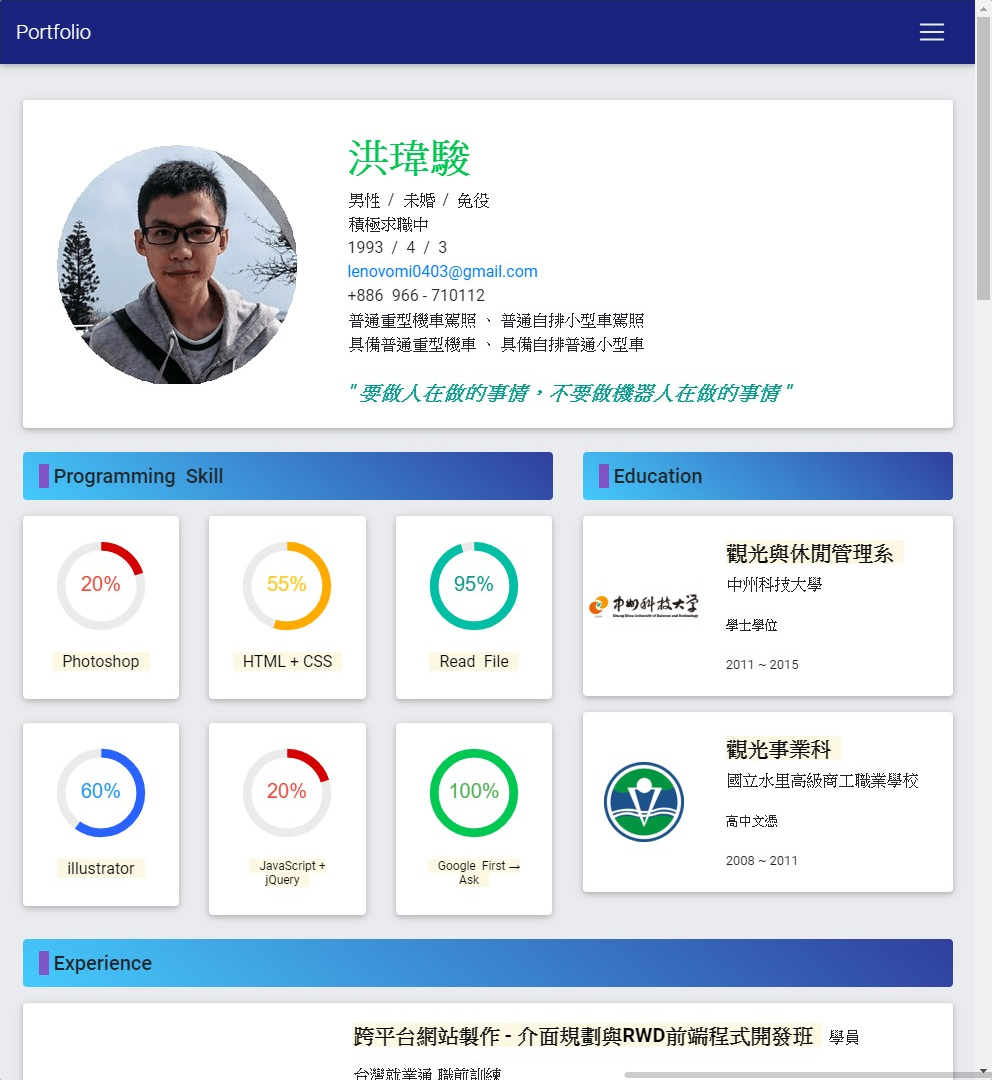 Portfolio
洪瑋駿
男性 / 未婚 / 免役
積極求職中
1993 / 4 / 3
lenovomi0403@gmail.com
+886 966 - 710112
普通重型機車駕照 、 普通自排小型車駕照
具備普通重型機車 、 具備自排普通小型車
" 要做人在做的事情，不要做機器人在做的事情 "
Programming Skill
20%
Photoshop
55%
HTML + CSS
95%
Read File
60%
illustrator
20%
JavaScript +
jQuery
100%
Google First →
Ask
Education
中州科技大学
觀光與休閒管理系
中州科技大學
學士學位
2011 ~ 2015
觀光事業科
國立水里高級商工職業學校
高中文憑
2008 ~ 2011
Experience
跨平台網站製作 - 介面規劃與RWD前端程式開發班 學員
台灣就業通 職前訓練